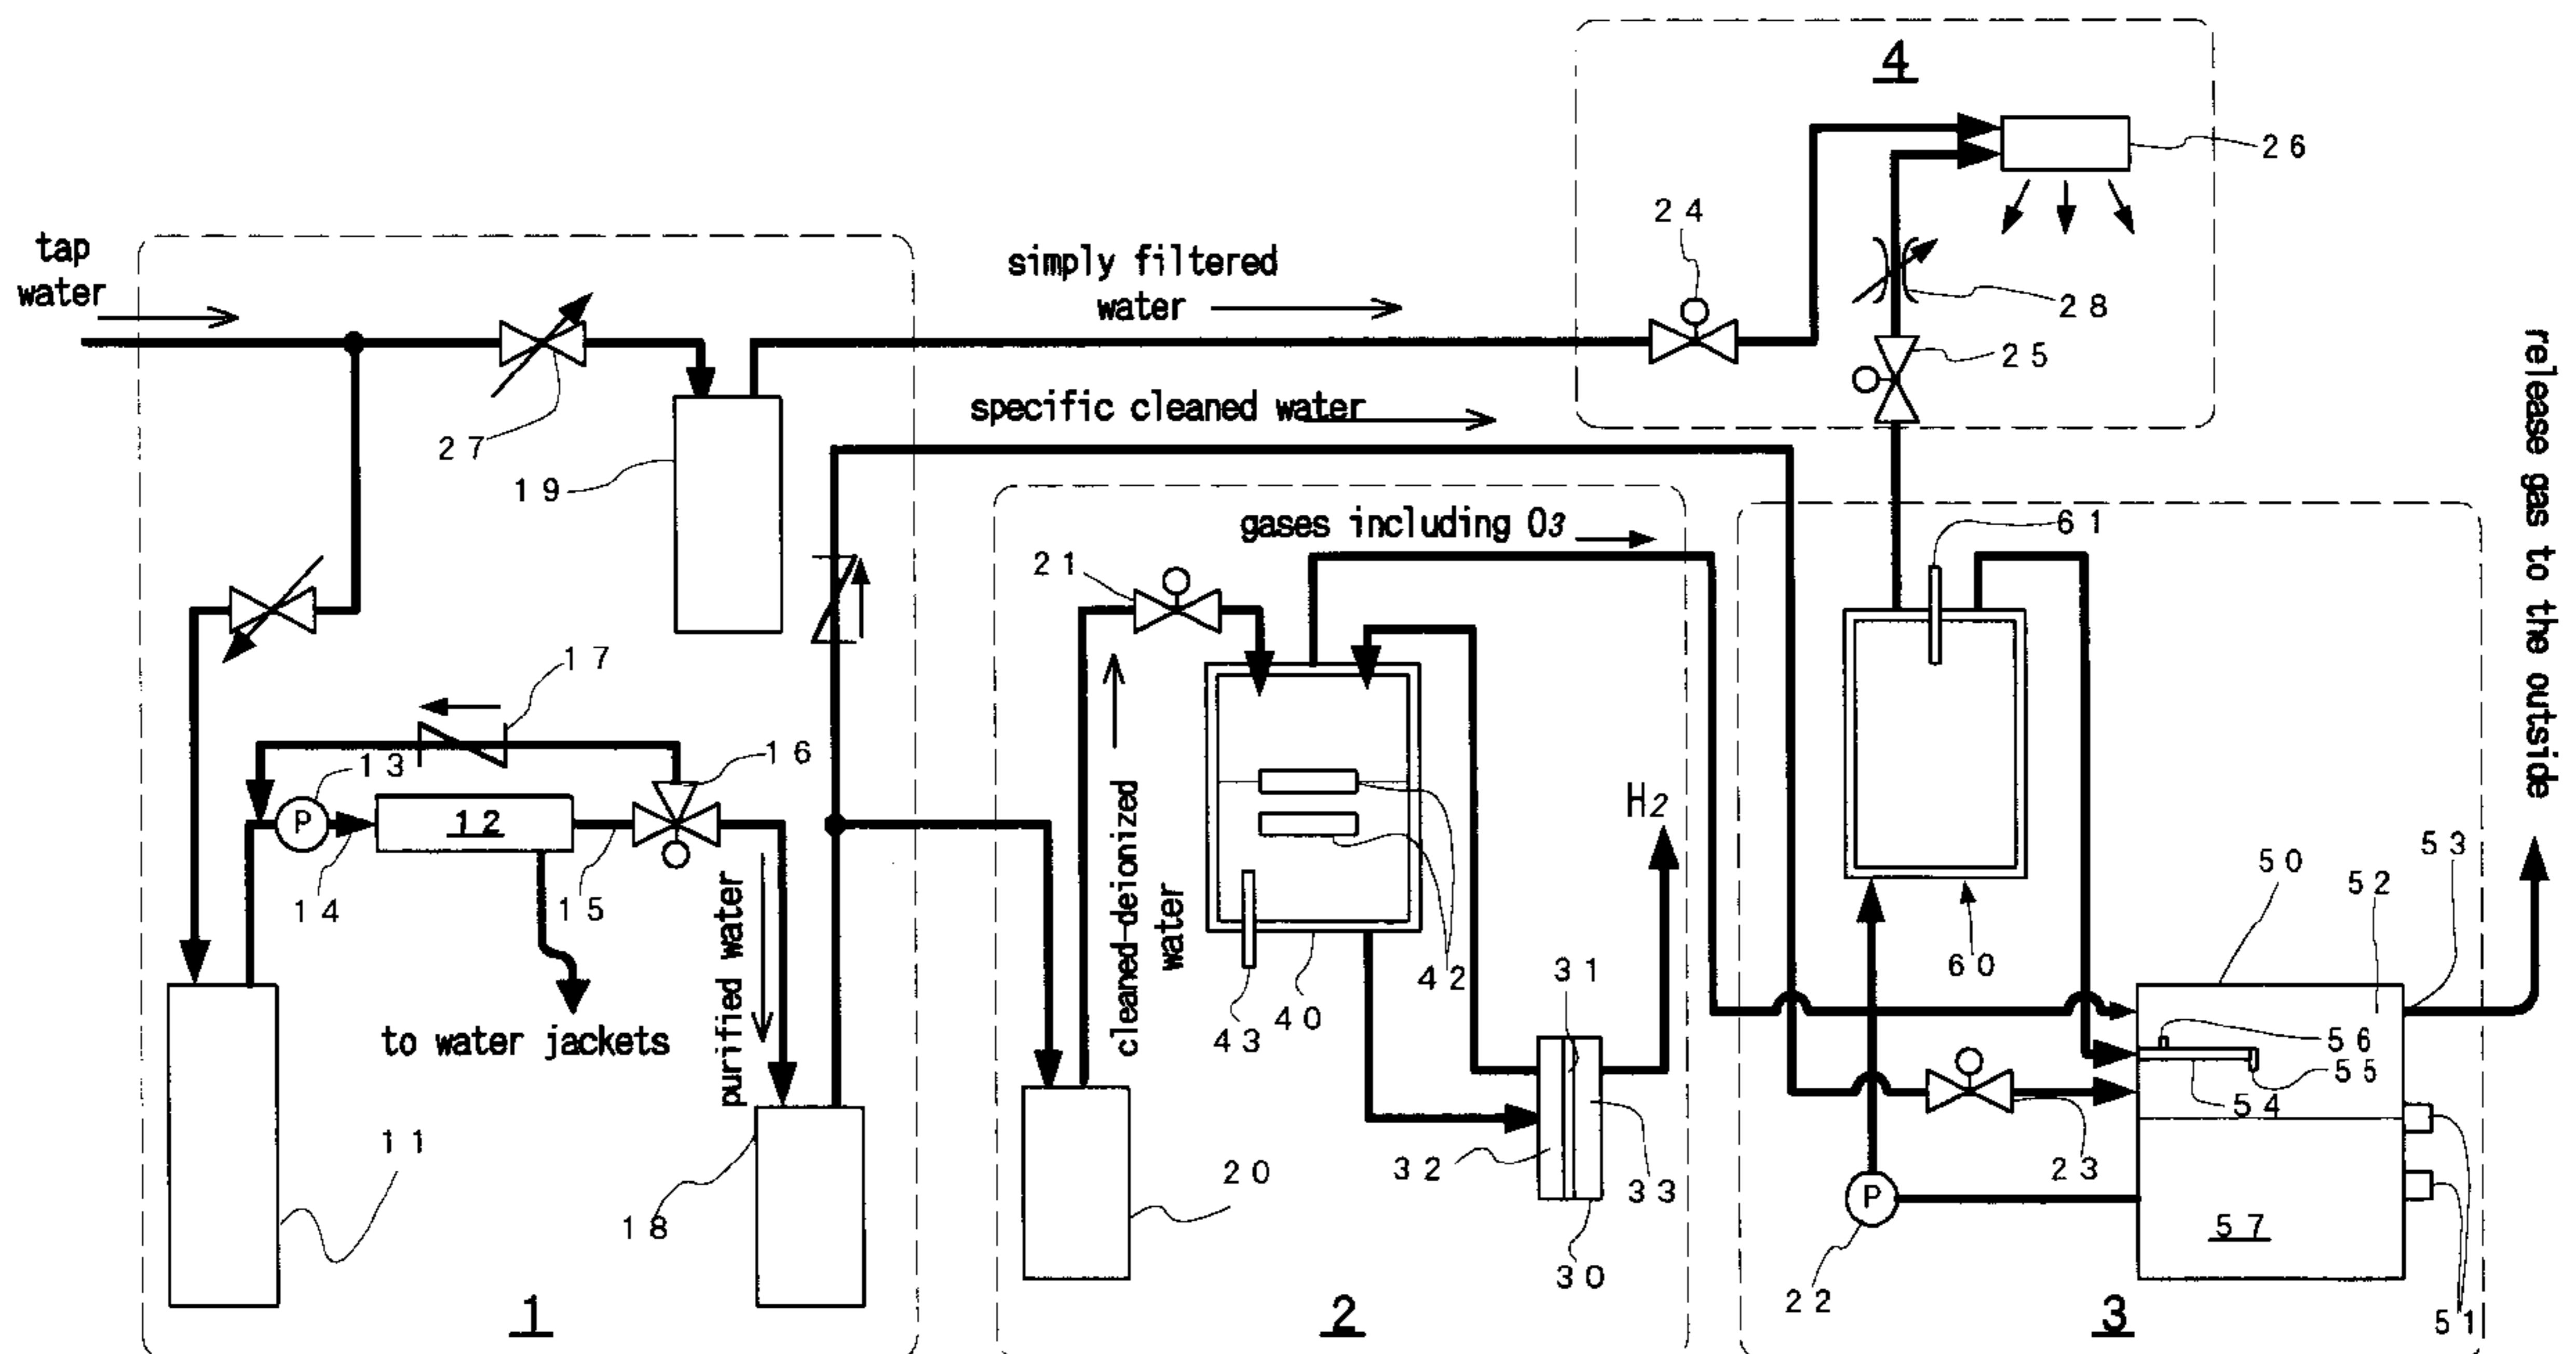 4
26
24
tap
water
simply filtered
water
28
25
27
specific cleaned water
19
gases including O3
61
21
release gas to the outside
17
16
13
P
12
H2
14
15
cleaned-deionized
water
purified water
42
31
60
50
52
53
43
40
to water jackets
56
55
54
11
18
20
32
33
23
P
57
30
22
51
1
2
3